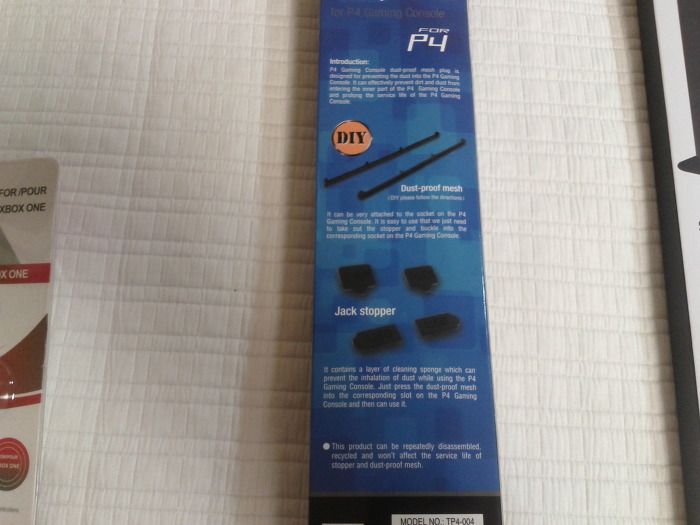 for P4 Gaming Console
FOR
P4
Introduction:
P4 Gaming Console dust-proof mesh plug is
designed for preventing the dust into the P4 Gaming
Console. It can effectively prevent dirt and dust from
entering the inner part of the P4 Gaming Console
and prolong the service life of the P4 Gaming
Console.
DIY
Dust-proof mesh
(DIY please follow the directions)
It can be very attached to the socket on the P4
Gaming Console. It is easy to use that we just need
to take out the stopper and buckle into the
corresponding socket on the P4 Gaming Console.
Jack stopper
It contains a layer of cleaning sponge which can
prevent the inhalation of dust while using the P4
Gaming Console. Just press the dust-proof mesh
into the corresponding slot on the P4 Gaming
Console and then can use it.
This product can be repeatedly disassembled,
recycled and won't affect the service life of
stopper and dust-proof mesh.
MODEL NO.: TP4-004
FOR /POUR
XBOX ONE
X ONE